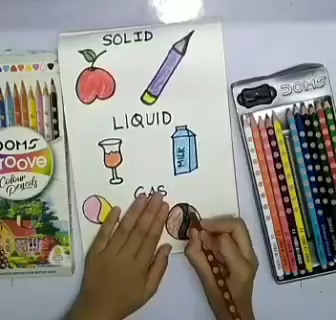 SOLID
LIQUID
MILK
GAS
DOMS
Groove
Colour
Pencils
DOMS